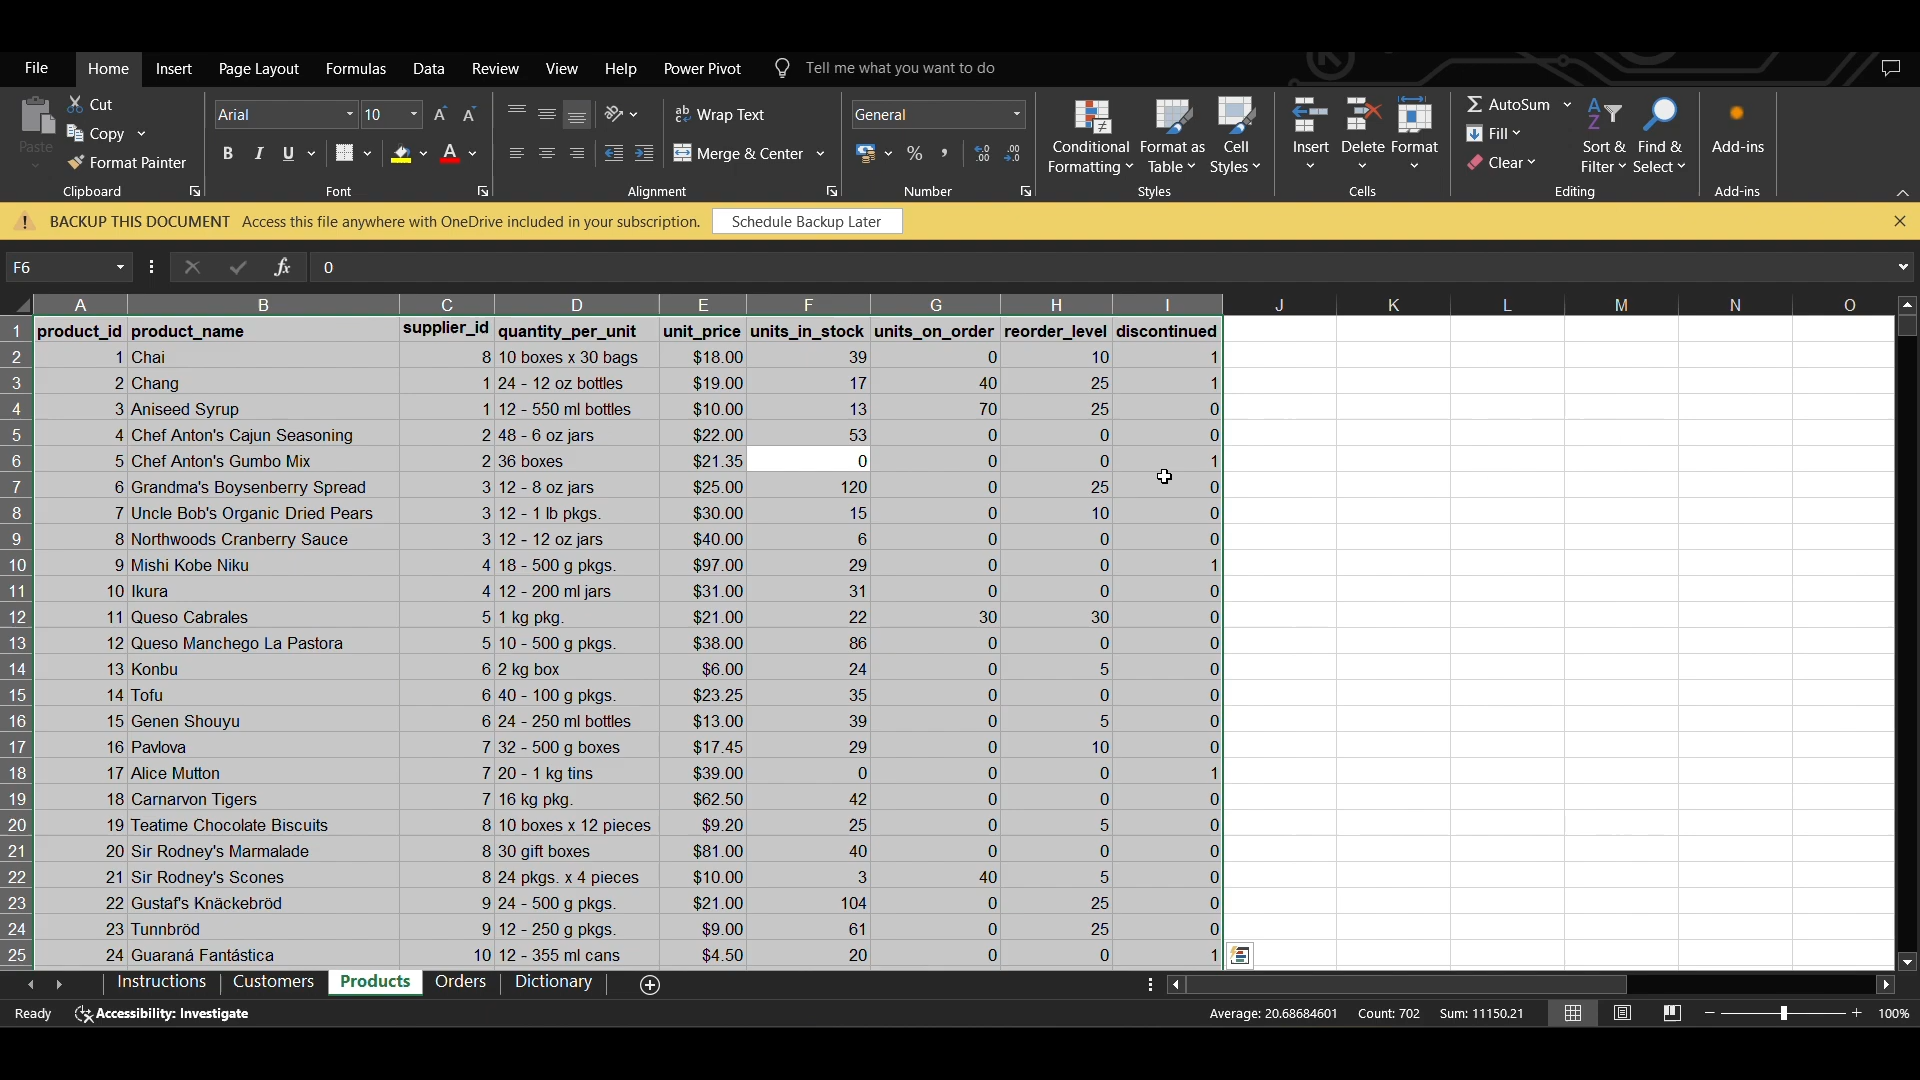 File Home Insert Page Layout Formulas Data Review View Help Power Pivot Tell me what you want to do
Cut
Copy
Format Painter
Paste
Clipboard
Arial 10
B I U
Font
Wrap Text
Merge & Center
Alignment
General
% ,
Number
Conditional Formatting
Format as Table
Cell Styles
Styles
Insert Delete Format
Cells
AutoSum
Fill
Clear
Sort & Filter
Find & Select
Editing
Add-ins
Add-ins
BACKUP THIS DOCUMENT Access this file anywhere with OneDrive included in your subscription. Schedule Backup Later
F6 fx 0
A B C D E F G H I J K L M N O
1 product_id product_name supplier_id quantity_per_unit unit_price units_in_stock units_on_order reorder_level discontinued
2 1 Chai 8 10 boxes x 30 bags $18.00 39 0 10 1
3 2 Chang 1 24 - 12 oz bottles $19.00 17 40 25 1
4 3 Aniseed Syrup 1 12 - 550 ml bottles $10.00 13 70 25 0
5 4 Chef Anton's Cajun Seasoning 2 48 - 6 oz jars $22.00 53 0 0 0
6 5 Chef Anton's Gumbo Mix 2 36 boxes $21.35 0 0 0 1
7 6 Grandma's Boysenberry Spread 3 12 - 8 oz jars $25.00 120 0 25 0
8 7 Uncle Bob's Organic Dried Pears 3 12 - 1 lb pkgs. $30.00 15 0 10 0
9 8 Northwoods Cranberry Sauce 3 12 - 12 oz jars $40.00 6 0 0 0
10 9 Mishi Kobe Niku 4 18 - 500 g pkgs. $97.00 29 0 0 1
11 10 Ikura 4 12 - 200 ml jars $31.00 31 0 0 0
12 11 Queso Cabrales 5 1 kg pkg. $21.00 22 30 30 0
13 12 Queso Manchego La Pastora 5 10 - 500 g pkgs. $38.00 86 0 0 0
14 13 Konbu 6 2 kg box $6.00 24 0 5 0
15 14 Tofu 6 40 - 100 g pkgs. $23.25 35 0 0 0
16 15 Genen Shouyu 6 24 - 250 ml bottles $13.00 39 0 5 0
17 16 Pavlova 7 32 - 500 g boxes $17.45 29 0 10 0
18 17 Alice Mutton 7 20 - 1 kg tins $39.00 0 0 0 1
19 18 Carnarvon Tigers 7 16 kg pkg. $62.50 42 0 0 0
20 19 Teatime Chocolate Biscuits 8 10 boxes x 12 pieces $9.20 25 0 5 0
21 20 Sir Rodney's Marmalade 8 30 gift boxes $81.00 40 0 0 0
22 21 Sir Rodney's Scones 8 24 pkgs. x 4 pieces $10.00 3 40 5 0
23 22 Gustaf's Knäckebröd 9 24 - 500 g pkgs. $21.00 104 0 25 0
24 23 Tunnbröd 9 12 - 250 g pkgs. $9.00 61 0 25 0
25 24 Guaraná Fantástica 10 12 - 355 ml cans $4.50 20 0 0 1
Instructions Customers Products Orders Dictionary
Ready Accessibility: Investigate Average: 20.68684601 Count: 702 Sum: 11150.21 100%